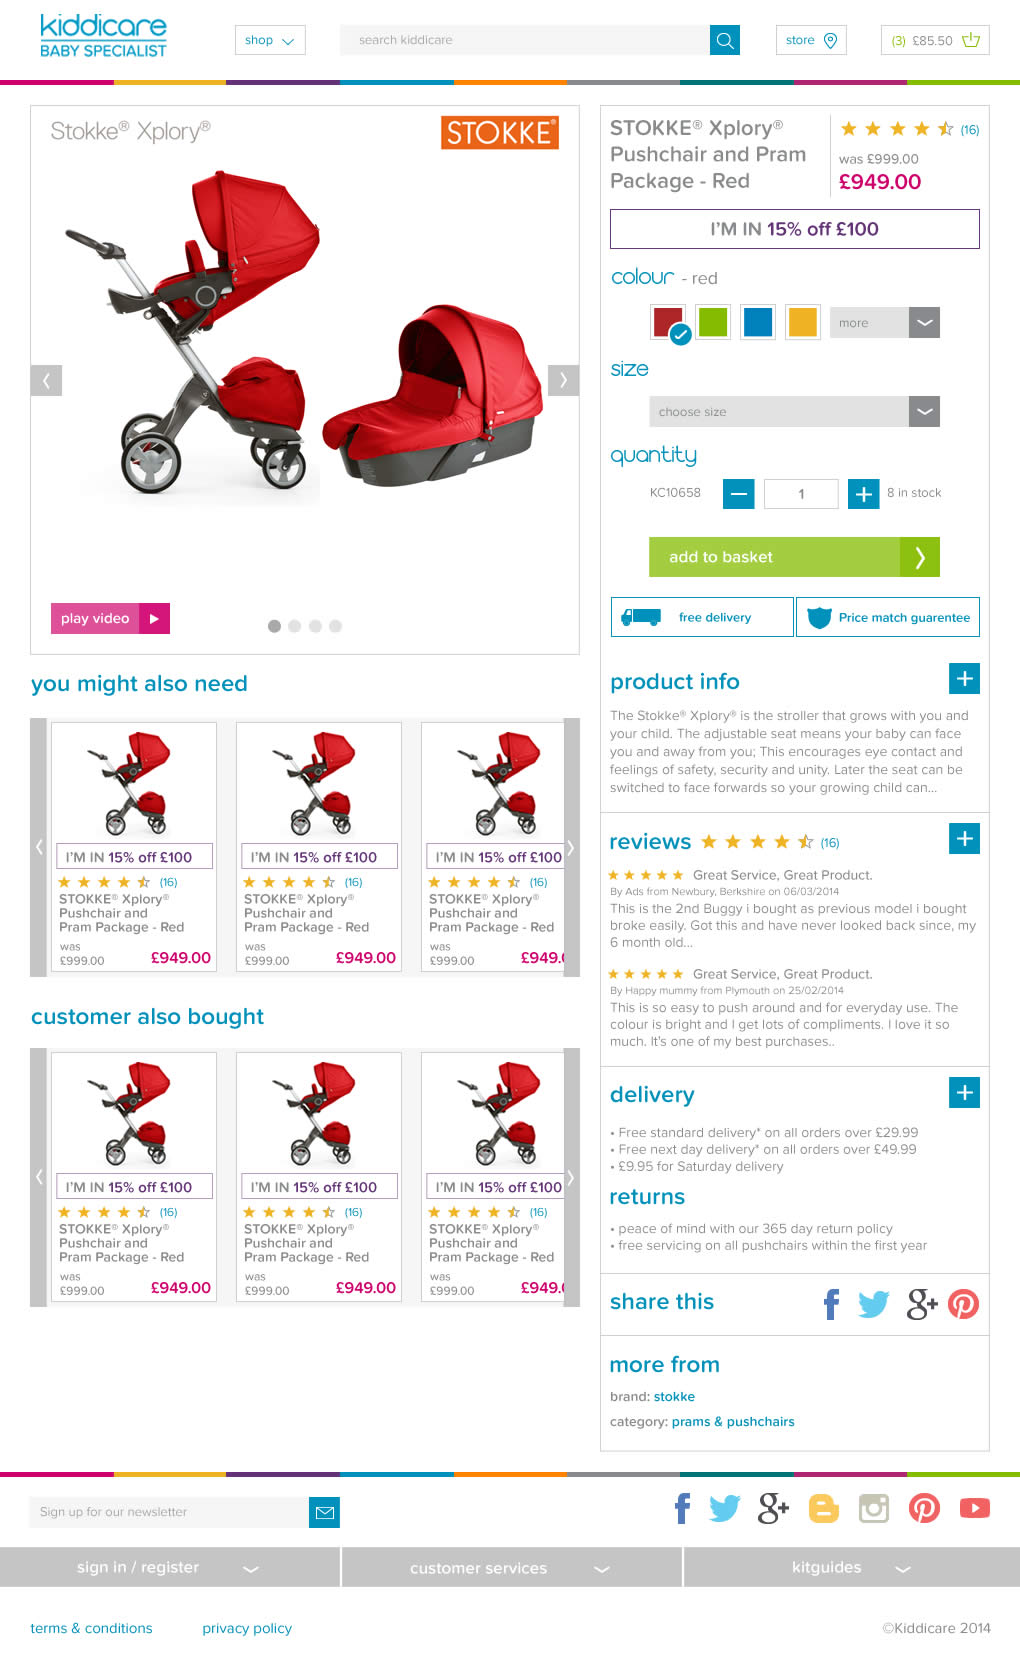 kiddicare
BABY SPECIALIST
shop
search kiddicare
store
(3) £85.50
Stokke® Xplory®
STOKKE®
play video
STOKKE® Xplory®
Pushchair and Pram
Package - Red
(16)
was £999.00
£949.00
I'M IN 15% off £100
colour - red
more
size
choose size
quantity
KC10658
1
8 in stock
add to basket
free delivery
Price match guarentee
product info
The Stokke® Xplory® is the stroller that grows with you and
your child. The adjustable seat means your baby can face
you and away from you; This encourages eye contact and
feelings of safety, security and unity. Later the seat can be
switched to face forwards so your growing child can...
reviews (16)
Great Service, Great Product.
By Ads from Newbury, Berkshire on 06/03/2014
This is the 2nd Buggy i bought as previous model i bought
broke easily. Got this and have never looked back since, my
6 month old...
Great Service, Great Product.
By Happy mummy from Plymouth on 25/02/2014
This is so easy to push around and for everyday use. The
colour is bright and I get lots of compliments. I love it so
much. It's one of my best purchases..
delivery
• Free standard delivery* on all orders over £29.99
• Free next day delivery* on all orders over £49.99
• £9.95 for Saturday delivery
returns
• peace of mind with our 365 day return policy
• free servicing on all pushchairs within the first year
share this
more from
brand: stokke
category: prams & pushchairs
you might also need
I'M IN 15% off £100
(16)
STOKKE® Xplory®
Pushchair and
Pram Package - Red
was
£999.00
£949.00
I'M IN 15% off £100
(16)
STOKKE® Xplory®
Pushchair and
Pram Package - Red
was
£999.00
£949.00
I'M IN 15% off £100
(16)
STOKKE® Xplory®
Pushchair and
Pram Package - Red
was
£999.00
£949.
customer also bought
I'M IN 15% off £100
(16)
STOKKE® Xplory®
Pushchair and
Pram Package - Red
was
£999.00
£949.00
I'M IN 15% off £100
(16)
STOKKE® Xplory®
Pushchair and
Pram Package - Red
was
£999.00
£949.00
I'M IN 15% off £100
(16)
STOKKE® Xplory®
Pushchair and
Pram Package - Red
was
£999.00
£949.
Sign up for our newsletter
sign in / register
customer services
kitguides
terms & conditions
privacy policy
©Kiddicare 2014